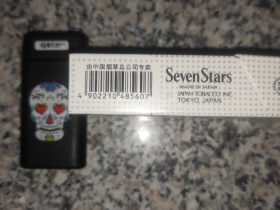 由中国烟草总公司专卖
4 902210 485607
SevenStars
MADE IN JAPAN
JAPAN TOBACCO INC.
TOKYO, JAPAN